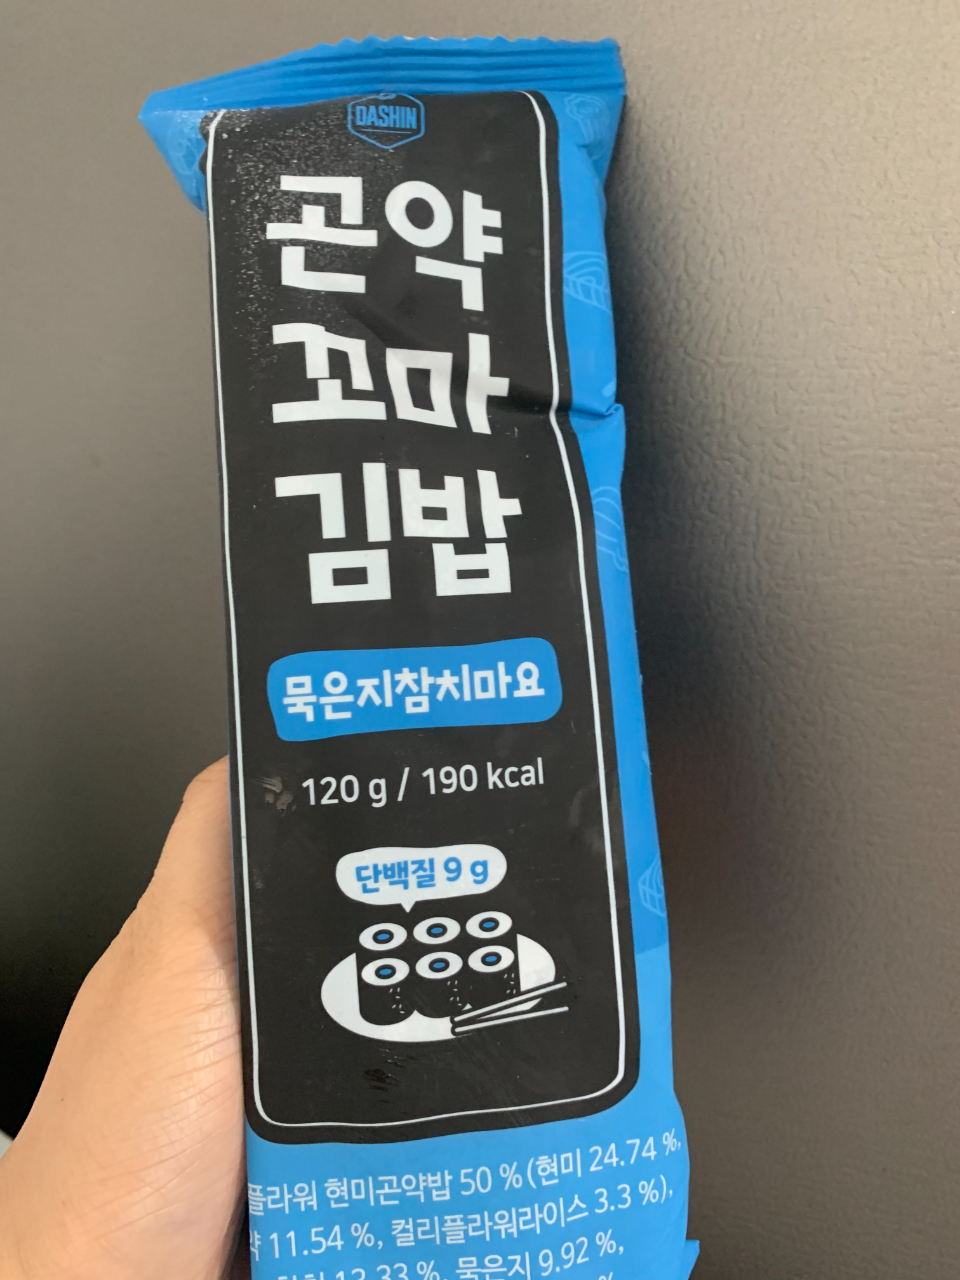 DASHIN
곤약
꼬마
김밥
묵은지참치마요
120 g / 190 kcal
단백질 9 g
플라워 현미곤약밥 50 % (현미 24.74 %,
약 11.54 %, 컬리플라워라이스 3.3 %),
13.33 %, 묵은지 9.92 %,
%